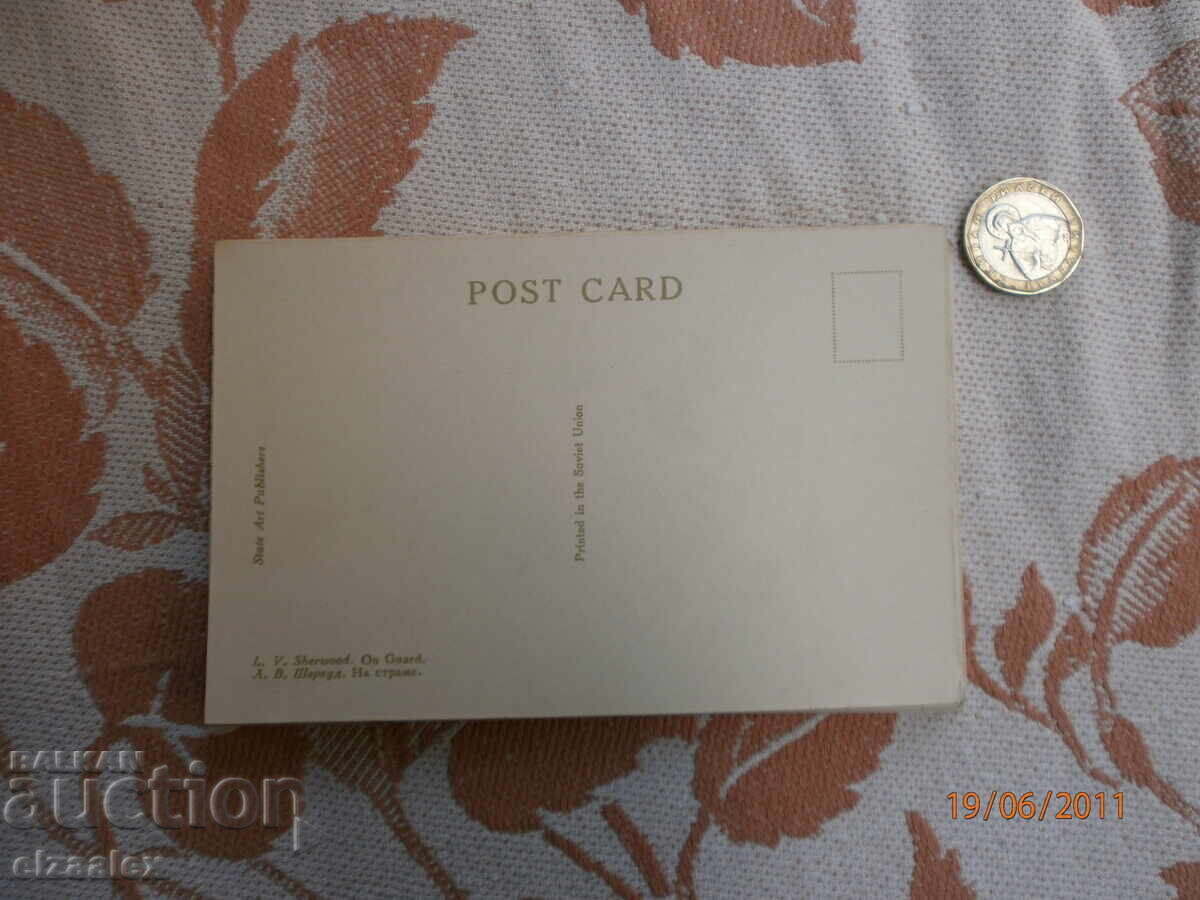 POST CARD
State Art Publishers
Printed in the Soviet Union
L. V. Sherwood. On Guard.
Л. В. Шервуд. На страже.
BALKAN
auction
elzaalex
19/06/2011